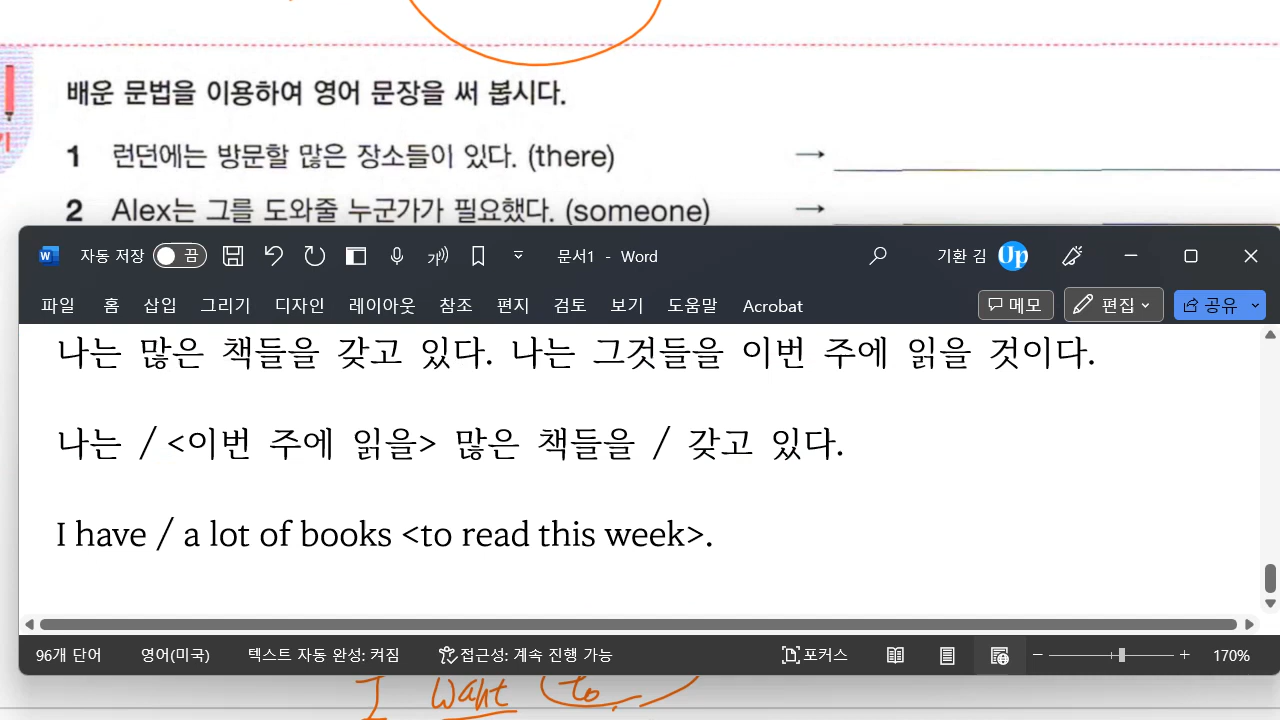 배운 문법을 이용하여 영어 문장을 써 봅시다.
1 런던에는 방문할 많은 장소들이 있다. (there) →
2 Alex는 그를 도와줄 누군가가 필요했다. (someone) →
자동 저장 끔 가)) 문서1 - Word 기환 김
파일 홈 삽입 그리기 디자인 레이아웃 참조 편지 검토 보기 도움말 Acrobat 메모 편집 공유
나는 많은 책들을 갖고 있다. 나는 그것들을 이번 주에 읽을 것이다.
나는 / <이번 주에 읽을> 많은 책들을 / 갖고 있다.
I have / a lot of books <to read this week>.
96개 단어 영어(미국) 텍스트 자동 완성: 켜짐 접근성: 계속 진행 가능 포커스 170%
I want to